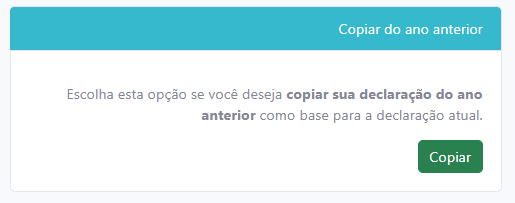 Copiar do ano anterior
Escolha esta opção se você deseja copiar sua declaração do ano
anterior como base para a declaração atual.
Copiar